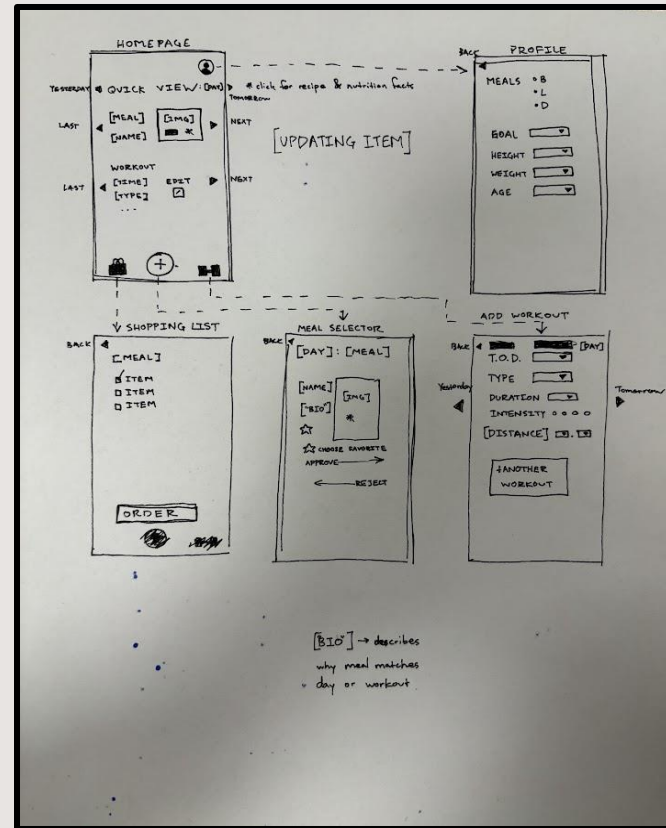 HOMEPAGE
YESTERDAY QUICK VIEW: [DAY] TOMORROW
* click for recipe & nutrition facts
LAST [MEAL] [IMG] NEXT
[NAME] *
[UPDATING ITEM]
WORKOUT
LAST [TIME] EDIT NEXT
[TYPE]
...
+
PROFILE
BACK
MEALS • B
• L
• D
GOAL
HEIGHT
WEIGHT
AGE
SHOPPING LIST
BACK
[MEAL]
ITEM
ITEM
ITEM
ORDER
MEAL SELECTOR
BACK
[DAY]: [MEAL]
[NAME] [IMG]
["BIO"] *
CHOOSE FAVORITE
APPROVE
REJECT
ADD WORKOUT
BACK [DAY]
T.O.D.
Yesterday TYPE Tomorrow
DURATION
INTENSITY
[DISTANCE] .
+ANOTHER
WORKOUT
["BIO"] → describes
why meal matches
day or workout